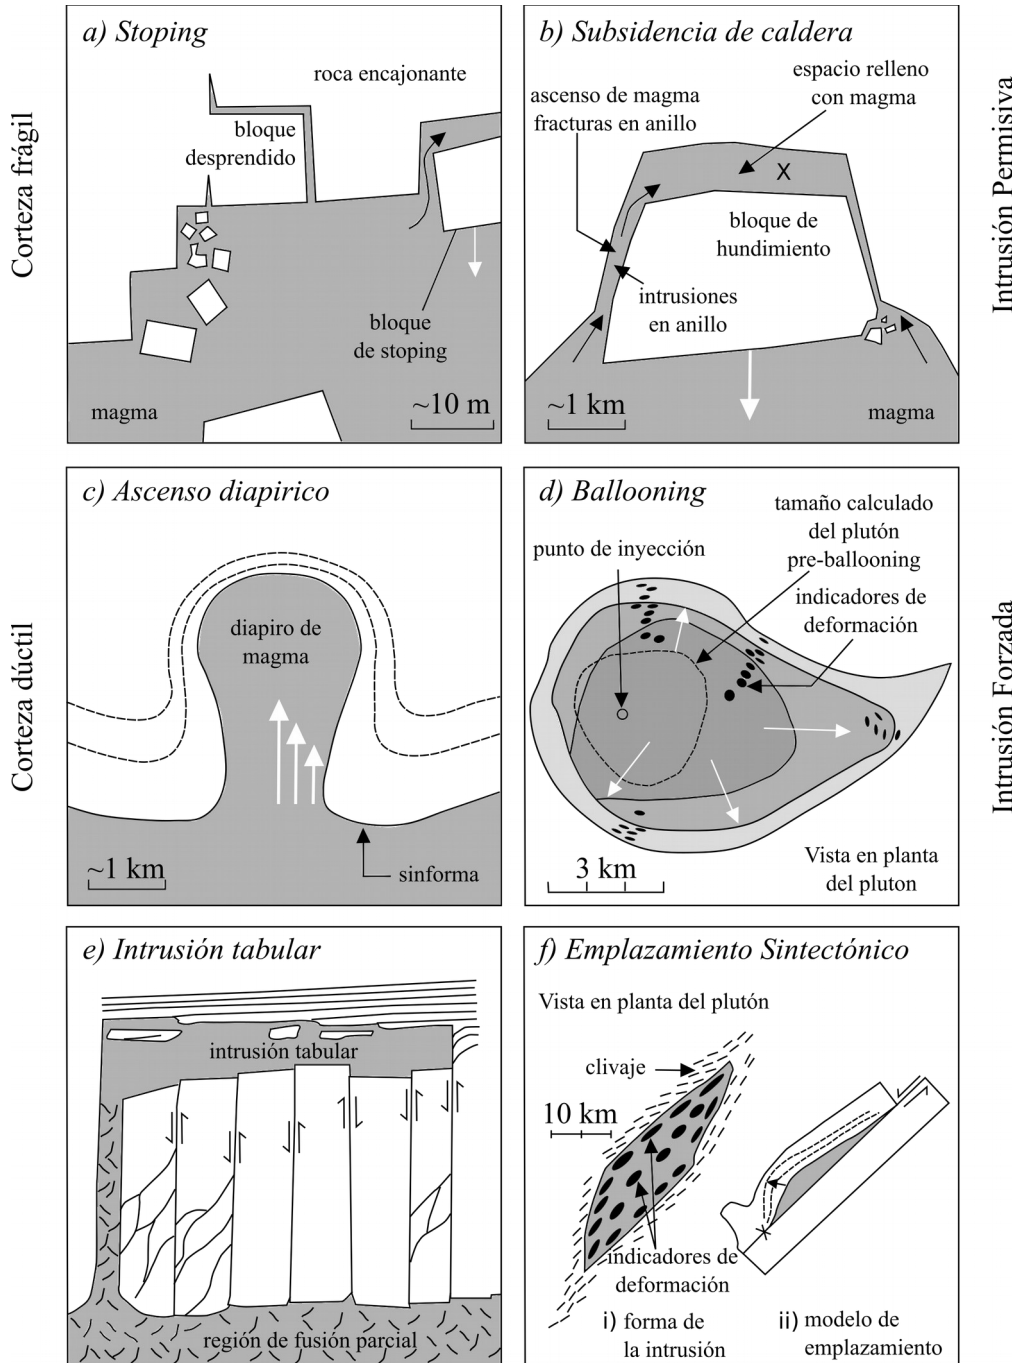 a) Stoping
roca encajonante
bloque
desprendido
bloque
de stoping
magma
~10 m
b) Subsidencia de caldera
espacio relleno
con magma
ascenso de magma
fracturas en anillo
X
bloque de
hundimiento
intrusiones
en anillo
~1 km
magma
Corteza frágil
Intrusión Permisiva
c) Ascenso diapirico
diapiro de
magma
~1 km
sinforma
d) Ballooning
tamaño calculado
del plutón
pre-ballooning
punto de inyección
indicadores de
deformación
3 km
Vista en planta
del pluton
Corteza dúctil
Intrusión Forzada
e) Intrusión tabular
intrusión tabular
región de fusión parcial
f) Emplazamiento Sintectónico
Vista en planta del plutón
clivaje
10 km
indicadores de
deformación
i) forma de
la intrusión
ii) modelo de
emplazamiento